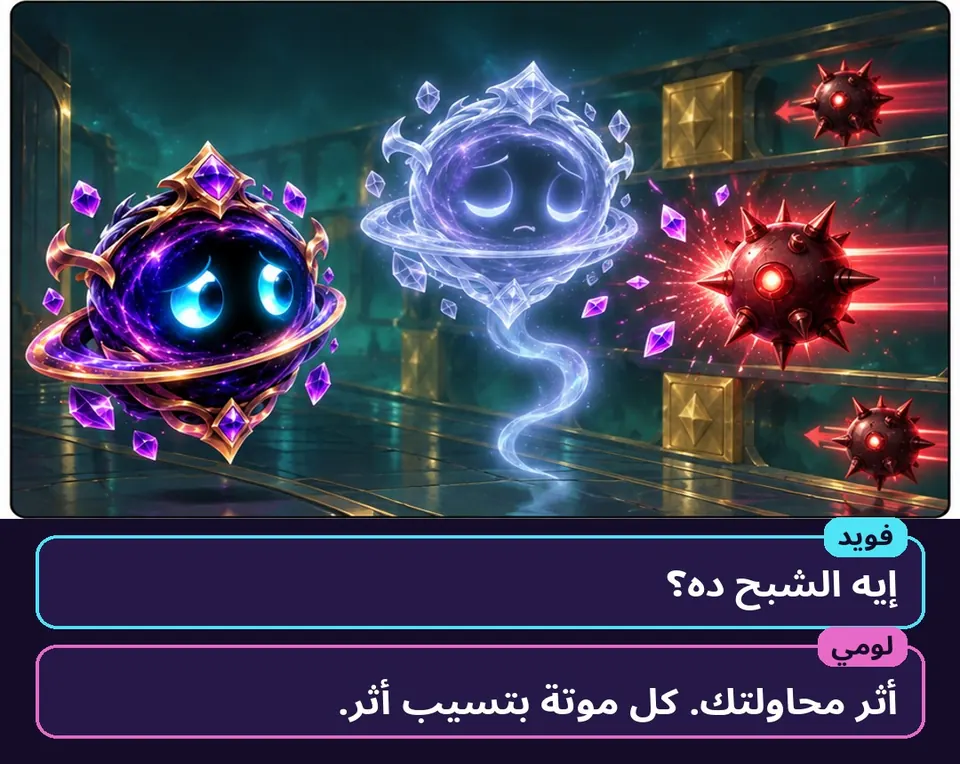 فويد
إيه الشبح ده؟
لومي
أثر محاولتك. كل موتة بتسيب أثر.